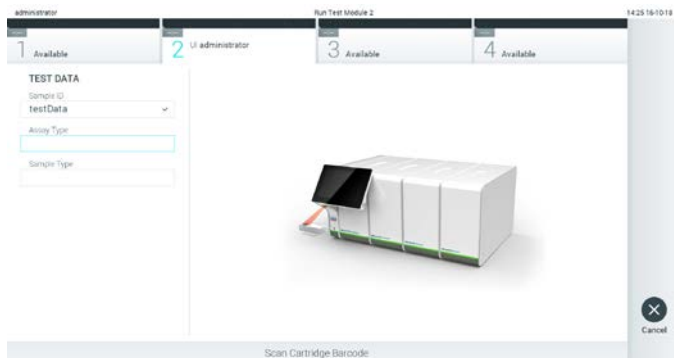 administrator Run Test Module 2 14:25 16-10-18
1 Available
2 UI administrator
3 Available
4 Available
TEST DATA
Sample ID
testData
Assay Type
Sample Type
Cancel
Scan Cartridge Barcode